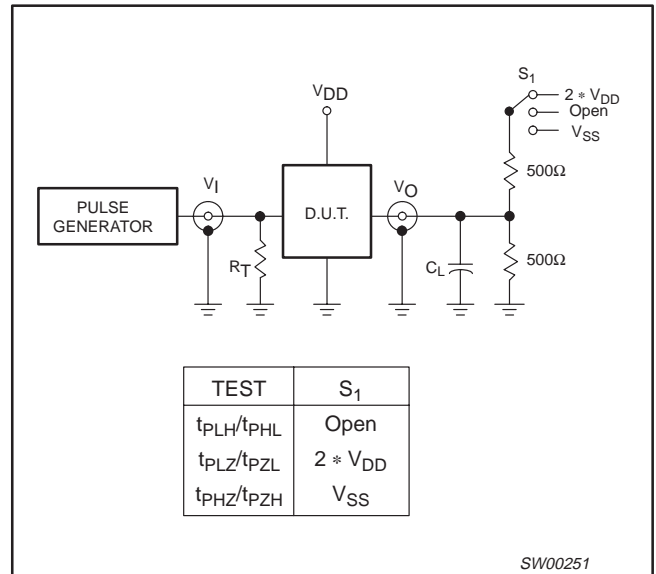 S1
2 * VDD
Open
VSS
VDD
500Ω
PULSE
GENERATOR
VI
D.U.T.
VO
RT
CL
500Ω
TEST S1
tPLH/tPHL Open
tPLZ/tPZL 2 * VDD
tPHZ/tPZH VSS
SW00251